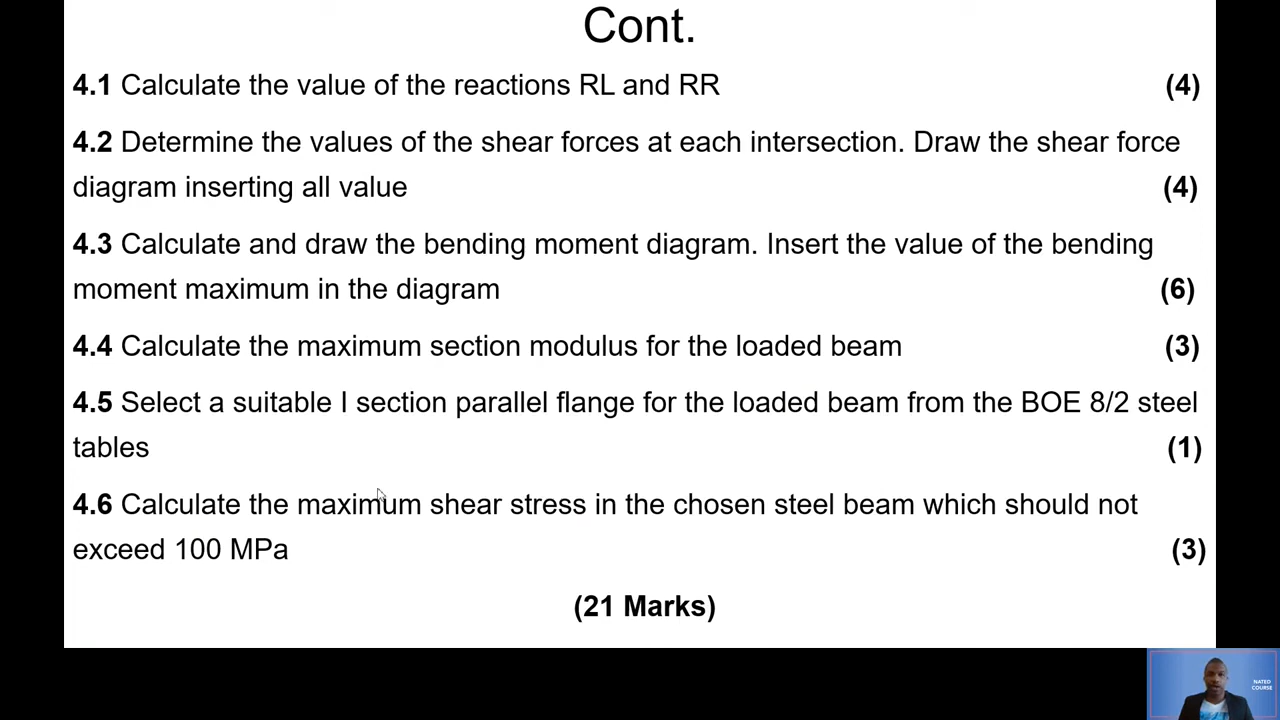 Cont.
4.1 Calculate the value of the reactions RL and RR (4)
4.2 Determine the values of the shear forces at each intersection. Draw the shear force
diagram inserting all value (4)
4.3 Calculate and draw the bending moment diagram. Insert the value of the bending
moment maximum in the diagram (6)
4.4 Calculate the maximum section modulus for the loaded beam (3)
4.5 Select a suitable I section parallel flange for the loaded beam from the BOE 8/2 steel
tables (1)
4.6 Calculate the maximum shear stress in the chosen steel beam which should not
exceed 100 MPa (3)
(21 Marks)
NATED
COURSE